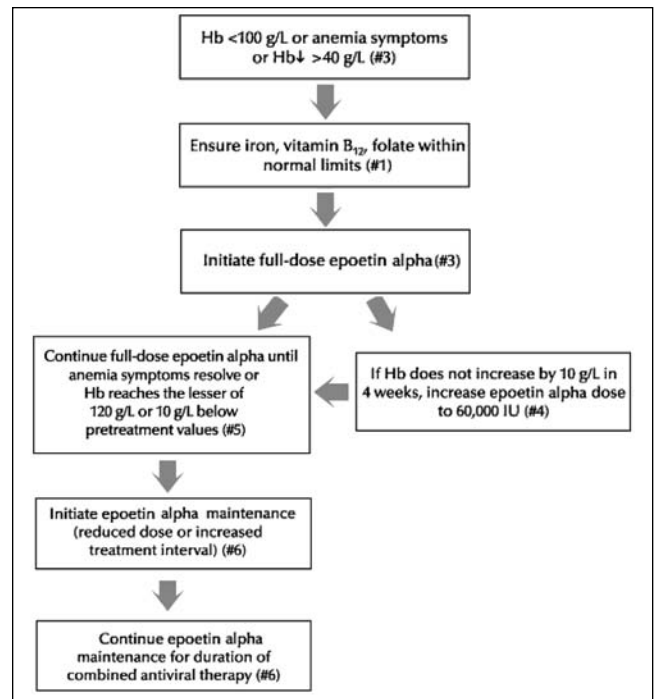 Hb <100 g/L or anemia symptoms
or Hb↓ >40 g/L (#3)
Ensure iron, vitamin B₁₂, folate within
normal limits (#1)
Initiate full-dose epoetin alpha (#3)
Continue full-dose epoetin alpha until
anemia symptoms resolve or
Hb reaches the lesser of
120 g/L or 10 g/L below
pretreatment values (#5)
If Hb does not increase by 10 g/L in
4 weeks, increase epoetin alpha dose
to 60,000 IU (#4)
Initiate epoetin alpha maintenance
(reduced dose or increased
treatment interval) (#6)
Continue epoetin alpha
maintenance for duration of
combined antiviral therapy (#6)